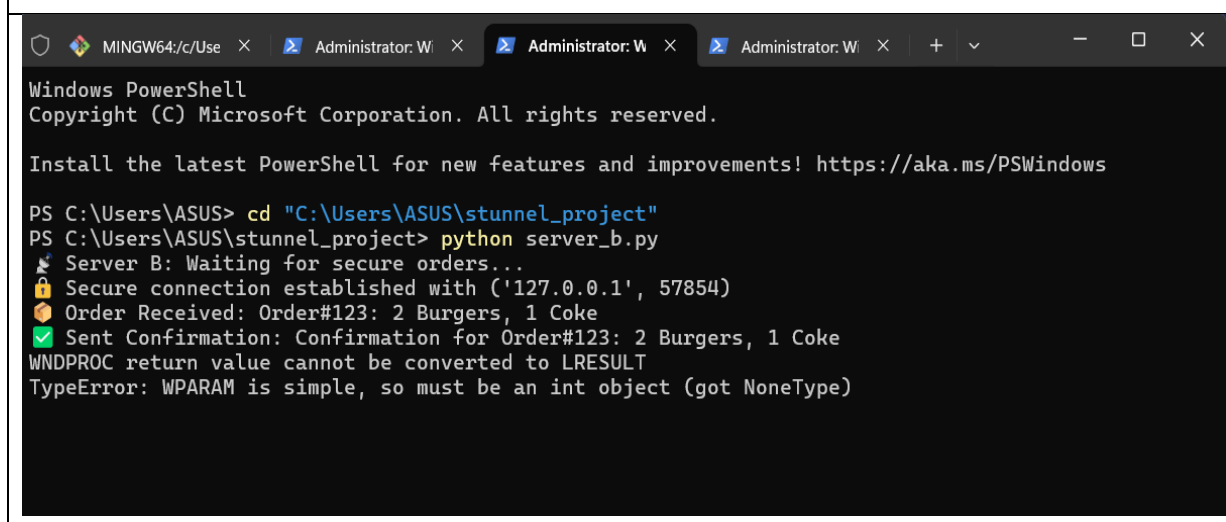 MINGW64:/c/Use Administrator: Wi Administrator: W Administrator: Wi
Windows PowerShell
Copyright (C) Microsoft Corporation. All rights reserved.
Install the latest PowerShell for new features and improvements! https://aka.ms/PSWindows
PS C:\Users\ASUS> cd "C:\Users\ASUS\stunnel_project"
PS C:\Users\ASUS\stunnel_project> python server_b.py
📡 Server B: Waiting for secure orders...
🔒 Secure connection established with ('127.0.0.1', 57854)
📦 Order Received: Order#123: 2 Burgers, 1 Coke
✅ Sent Confirmation: Confirmation for Order#123: 2 Burgers, 1 Coke
WNDPROC return value cannot be converted to LRESULT
TypeError: WPARAM is simple, so must be an int object (got NoneType)